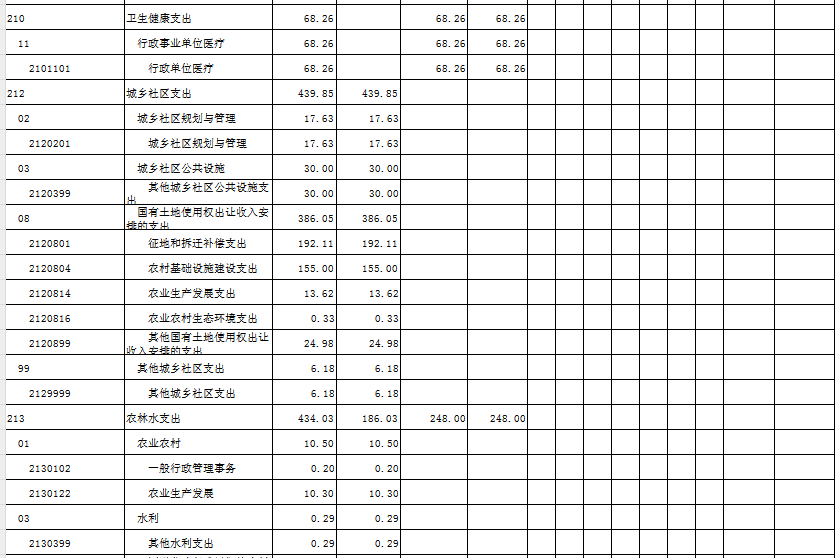 210 卫生健康支出 68.26 68.26 68.26
11 行政事业单位医疗 68.26 68.26 68.26
2101101 行政单位医疗 68.26 68.26 68.26
212 城乡社区支出 439.85 439.85
02 城乡社区规划与管理 17.63 17.63
2120201 城乡社区规划与管理 17.63 17.63
03 城乡社区公共设施 30.00 30.00
2120399 其他城乡社区公共设施支出 30.00 30.00
08 国有土地使用权出让收入安排的支出 386.05 386.05
2120801 征地和拆迁补偿支出 192.11 192.11
2120804 农村基础设施建设支出 155.00 155.00
2120814 农业生产发展支出 13.62 13.62
2120816 农业农村生态环境支出 0.33 0.33
2120899 其他国有土地使用权出让收入安排的支出 24.98 24.98
99 其他城乡社区支出 6.18 6.18
2129999 其他城乡社区支出 6.18 6.18
213 农林水支出 434.03 186.03 248.00 248.00
01 农业农村 10.50 10.50
2130102 一般行政管理事务 0.20 0.20
2130122 农业生产发展 10.30 10.30
03 水利 0.29 0.29
2130399 其他水利支出 0.29 0.29